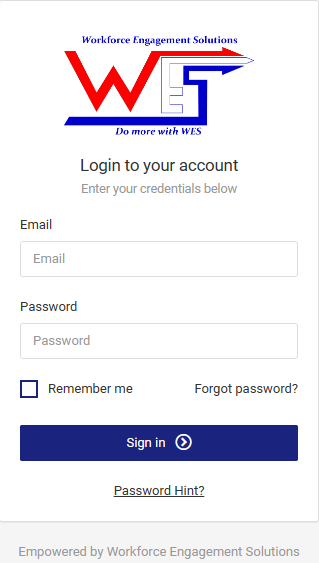 Workforce Engagement Solutions
WES
Do more with WES
Login to your account
Enter your credentials below
Email
Email
Password
Password
Remember me
Forgot password?
Sign in
Password Hint?
Empowered by Workforce Engagement Solutions